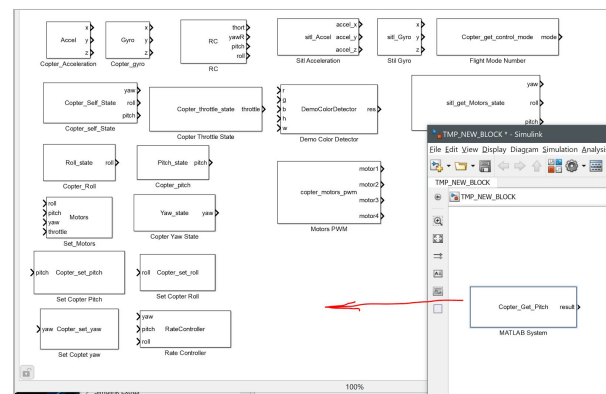 x
Accel y
z
Copter_Acceleration
x
Gyro y
z
Copter_gyro
thort
RC yawR
pitch
roll
RC
accel_x
sitl_Accel accel_y
accel_z
Sitl Acceleration
x
sitl_Gyro y
z
Stil Gyro
Copter_get_control_mode mode
Flight Mode Number
yaw
Copter_Self_State roll
pitch
Copter_self_State
Copter_throttle_state throttle
Copter Throttle State
r
g
b DemoColorDetector res
h
w
Demo Color Detector
yaw
sitl_get_Motors_state roll
pitch
Roll_state roll
Copter_Roll
Pitch_state pitch
Copter_pitch
motor1
motor2
copter_motors_pwm
motor3
motor4
Motors PWM
roll
pitch Motors
yaw
throttle
Set_Motors
Yaw_state yaw
Copter Yaw State
pitch Copter_set_pitch
Set Copter Pitch
roll Copter_set_roll
Set Copter Roll
yaw Copter_set_yaw
Set Coptet yaw
yaw
pitch RateController
roll
Rate Controller
100%
TMP_NEW_BLOCK * - Simulink
File Edit View Display Diagram Simulation Analysi
TMP_NEW_BLOCK
TMP_NEW_BLOCK
Copter_Get_Pitch result
MATLAB System